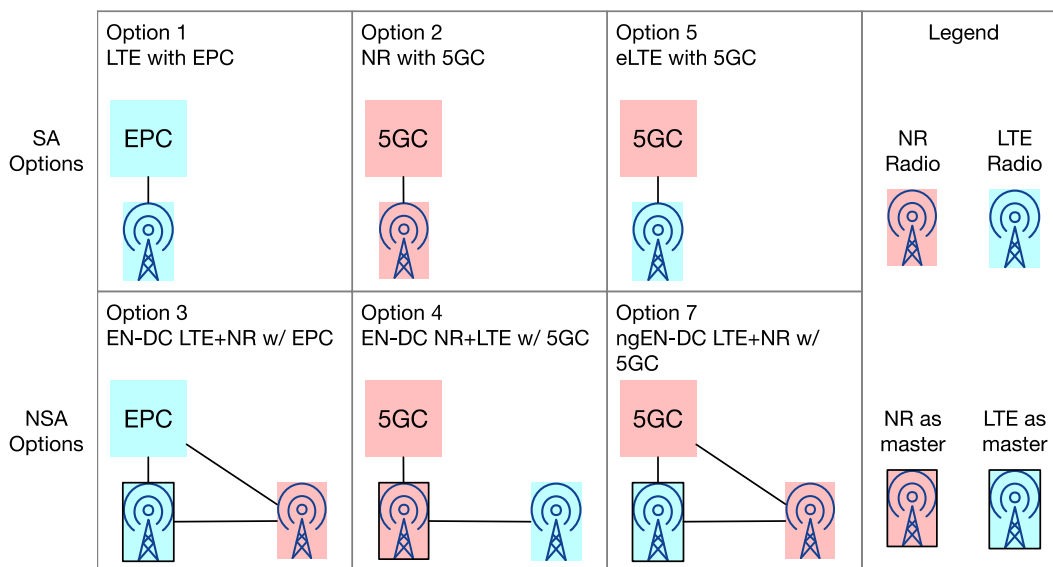 Option 1
LTE with EPC
Option 2
NR with 5GC
Option 5
eLTE with 5GC
Legend
SA
Options
EPC
5GC
5GC
NR
Radio
LTE
Radio
Option 3
EN-DC LTE+NR w/ EPC
Option 4
EN-DC NR+LTE w/ 5GC
Option 7
ngEN-DC LTE+NR w/
5GC
NSA
Options
EPC
5GC
5GC
NR as
master
LTE as
master